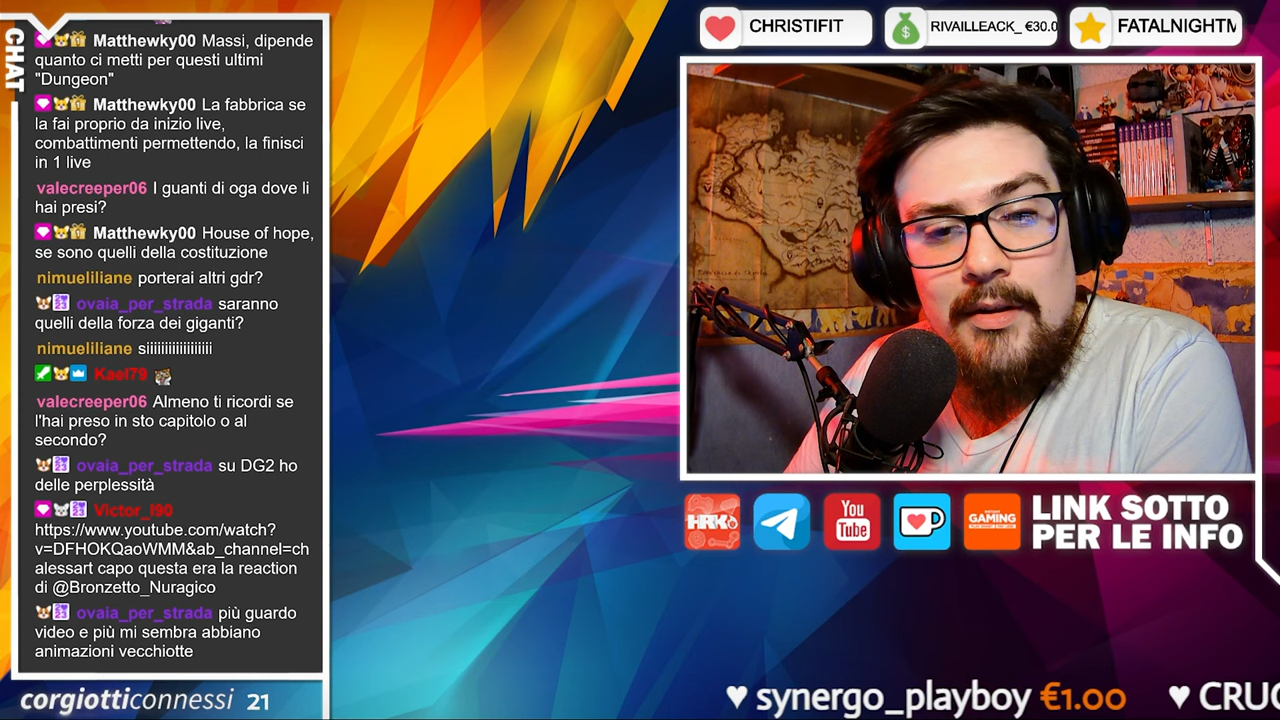 CHAT
Matthewky00 Massi, dipende
quanto ci metti per questi ultimi
"Dungeon"
Matthewky00 La fabbrica se
la fai proprio da inizio live,
combattimenti permettendo, la finisci
in 1 live
valecreeper06 I guanti di oga dove li
hai presi?
Matthewky00 House of hope,
se sono quelli della costituzione
nimueliliane porterai altri gdr?
ovaia_per_strada saranno
quelli della forza dei giganti?
nimueliliane siiiiiiiiiiiiiiiiii
Kael79
valecreeper06 Almeno ti ricordi se
l'hai preso in sto capitolo o al
secondo?
ovaia_per_strada su DG2 ho
delle perplessità
Victor_I90
https://www.youtube.com/watch?
v=DFHOKQaoWMM&ab_channel=ch
alessart capo questa era la reaction
di @Bronzetto_Nuragico
ovaia_per_strada più guardo
video e più mi sembra abbiano
animazioni vecchiotte
corgiotticonnessi 21
CHRISTIFIT
RIVAILLEACK_ €30.0
FATALNIGHTM
HRK
You
Tube
INSTANT
GAMING
LINK SOTTO
PER LE INFO
synergo_playboy €1.00
CRUC